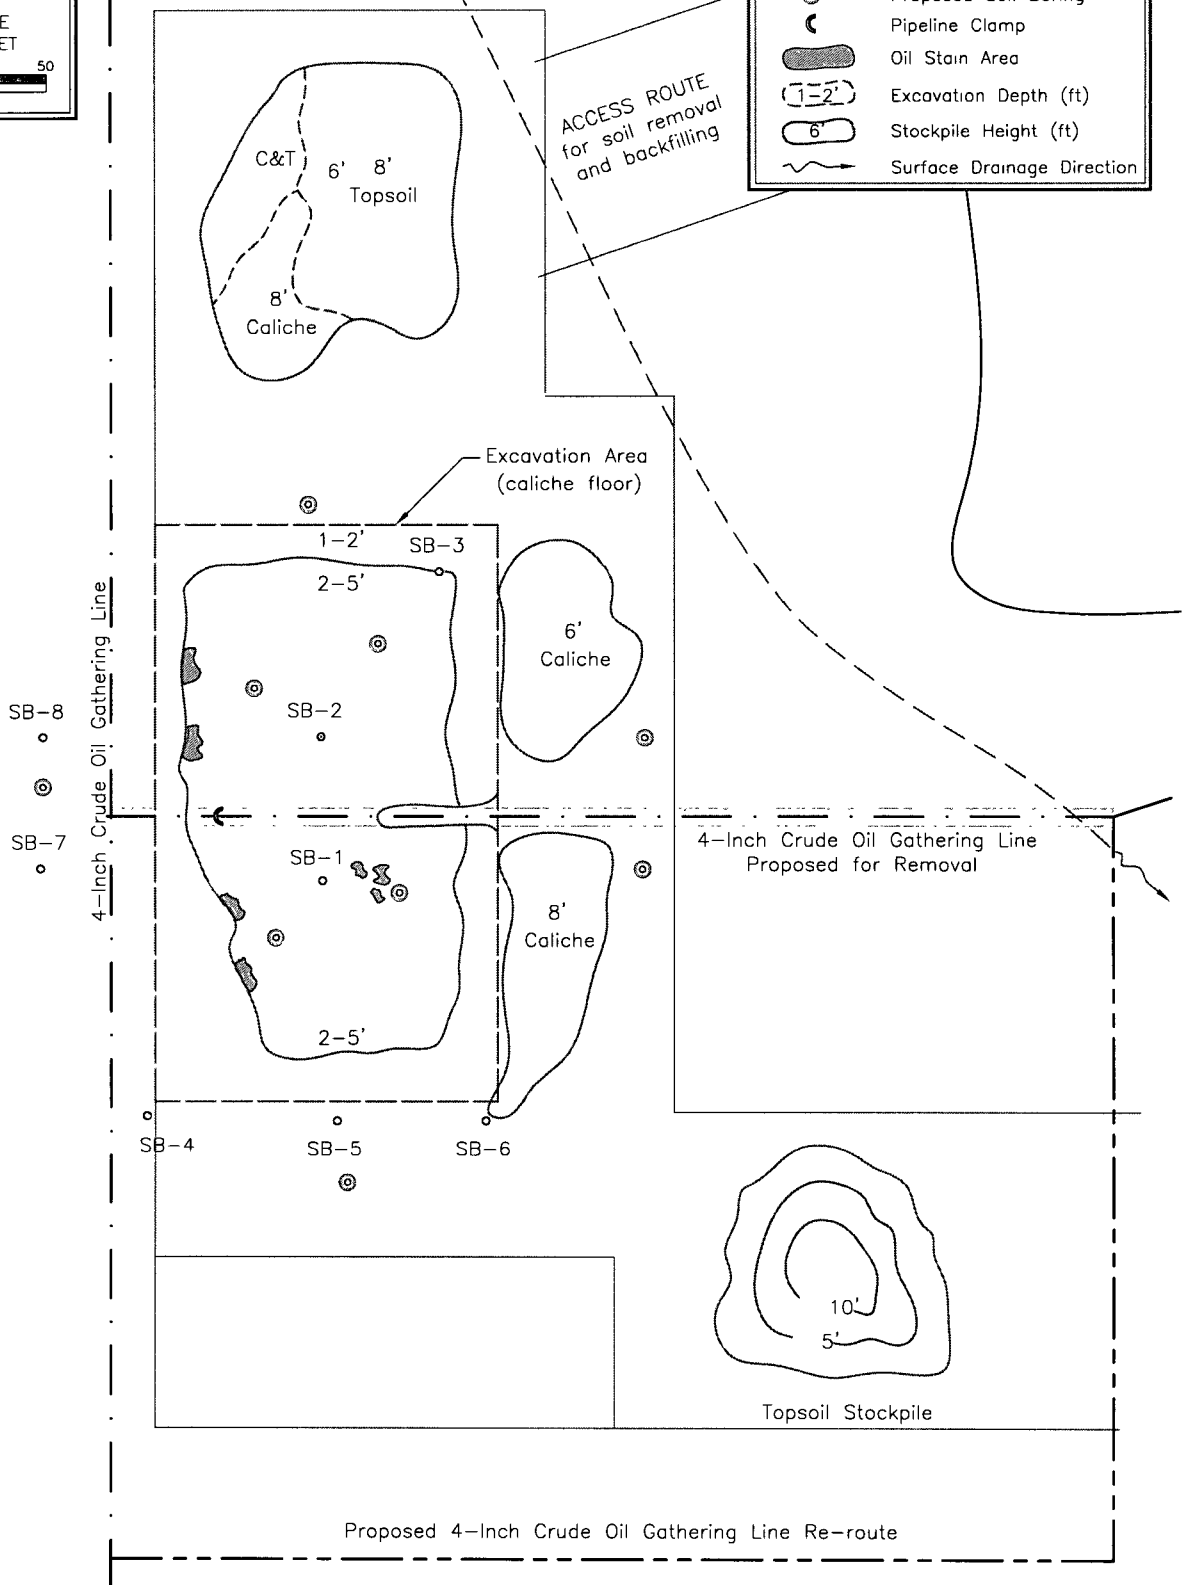 E
ET
50
Pipeline Clamp
Oil Stain Area
1-2'
Excavation Depth (ft)
6'
Stockpile Height (ft)
Surface Drainage Direction
ACCESS ROUTE
for soil removal
and backfilling
C&T
6' 8'
Topsoil
8'
Caliche
Excavation Area
(caliche floor)
1-2'
SB-3
2-5'
6'
Caliche
SB-8
SB-2
4-Inch Crude Oil Gathering Line
SB-7
SB-1
4-Inch Crude Oil Gathering Line
Proposed for Removal
8'
Caliche
2-5'
SB-4
SB-5
SB-6
10'
5'
Topsoil Stockpile
Proposed 4-Inch Crude Oil Gathering Line Re-route